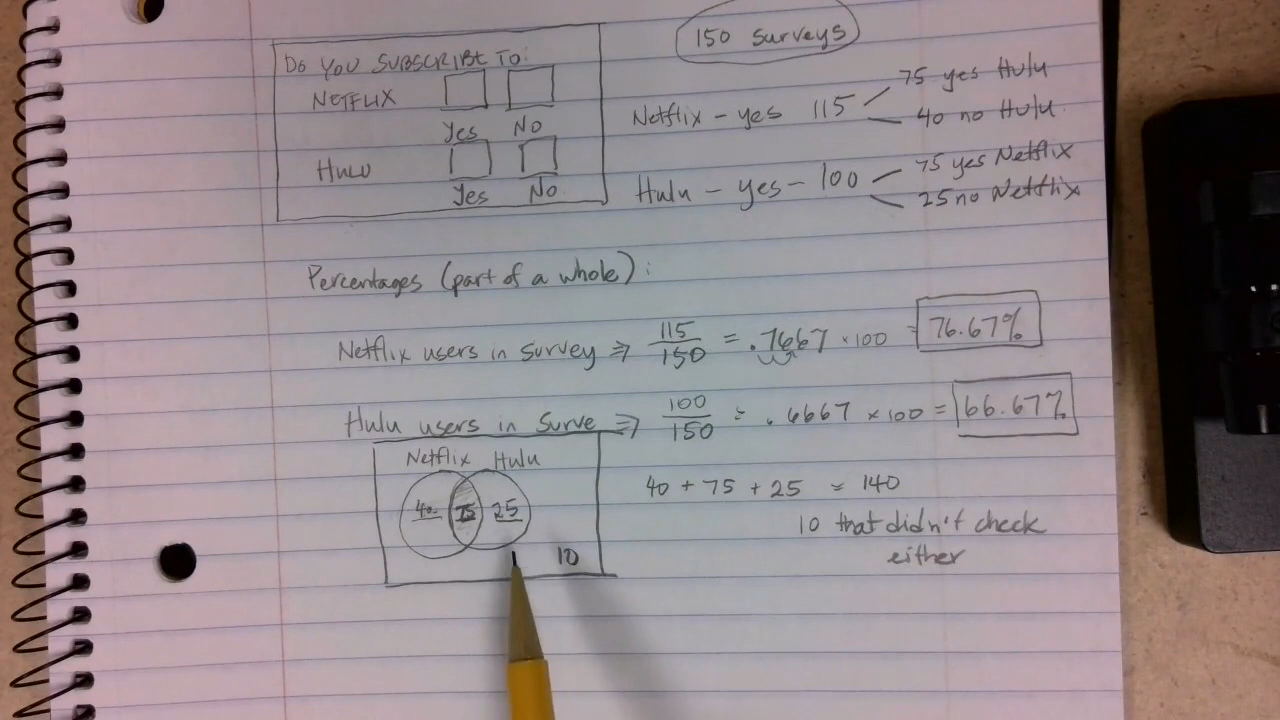 150 surveys
Do YOU SUBSCRIBE TO:
NETFLIX
Yes No
HULU
Yes No
Netflix - yes 115
75 yes Hulu
40 no Hulu
Hulu - yes - 100
75 yes Netflix
25 no Netflix
Percentages (part of a whole):
Netflix users in survey ⇒ 115/150 = .7667 · 100 = 76.67%
Hulu users in Surve ⇒ 100/150 = .6667 × 100 = 66.67%
Netflix Hulu
40 75 25
10
40 + 75 + 25 = 140
10 that didn't check
either